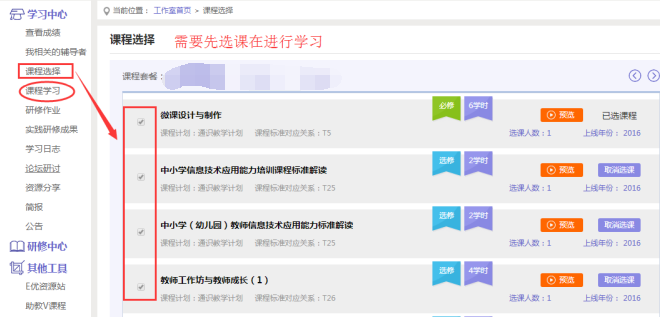 学习中心
查看成绩
我相关的辅导者
课程选择
课程学习
研修作业
实践研修成果
学习日志
论坛研讨
资源分享
简报
公告
研修中心
其他工具
E优资源站
助教V课程
当前位置： 工作室首页 > 课程选择
课程选择 需要先选课在进行学习
课程套餐：
微课设计与制作 必修 6学时 预览 已选课程
课程计划：通识教学计划 课程标准对应关系：T5 选课人数：1 上线年份： 2016
中小学信息技术应用能力培训课程标准解读 选修 2学时 预览 取消选课
课程计划：通识教学计划 课程标准对应关系：T25 选课人数：1 上线年份： 2016
中小学（幼儿园）教师信息技术应用能力标准解读 选修 2学时 预览 取消选课
课程计划：通识教学计划 课程标准对应关系：T25 选课人数：1 上线年份： 2016
教师工作坊与教师成长（1） 选修 4学时 预览 取消选课
课程计划：通识教学计划 课程标准对应关系：T26 选课人数：1 上线年份： 2016